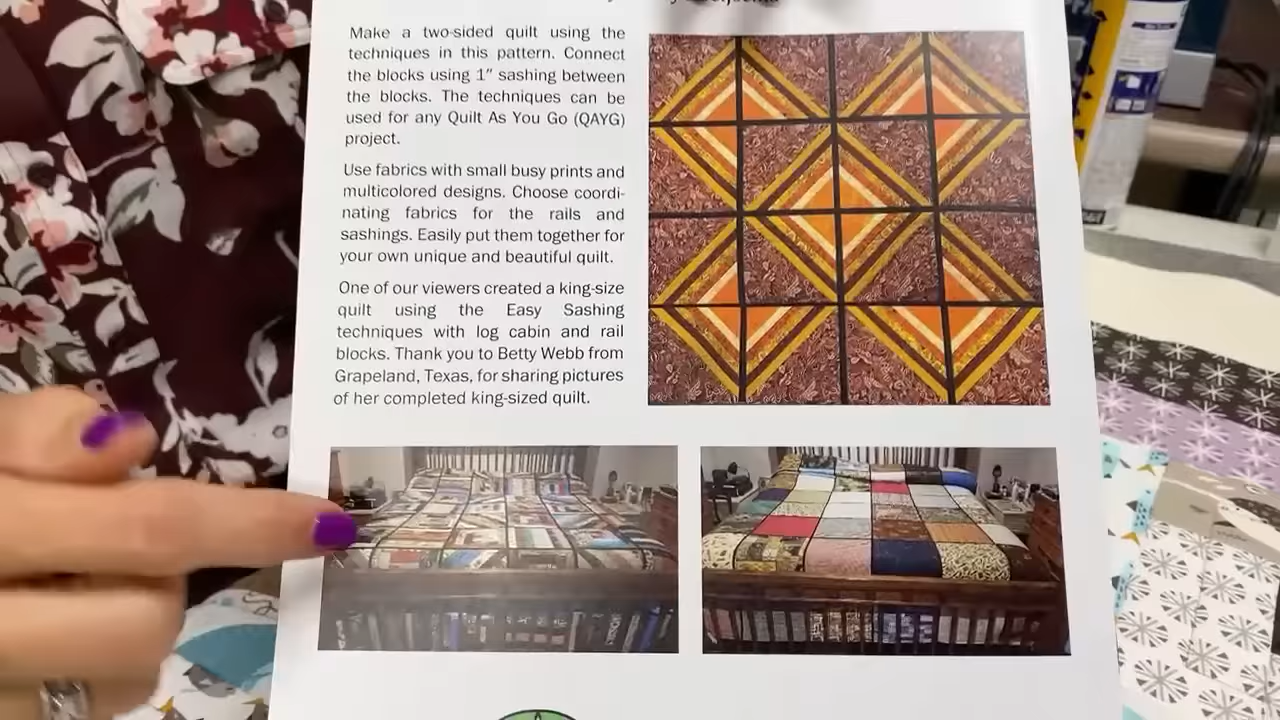 Make a two-sided quilt using the
techniques in this pattern. Connect
the blocks using 1" sashing between
the blocks. The techniques can be
used for any Quilt As You Go (QAYG)
project.
Use fabrics with small busy prints and
multicolored designs. Choose coordi-
nating fabrics for the rails and
sashings. Easily put them together for
your own unique and beautiful quilt.
One of our viewers created a king-size
quilt using the Easy Sashing
techniques with log cabin and rail
blocks. Thank you to Betty Webb from
Grapeland, Texas, for sharing pictures
of her completed king-sized quilt.